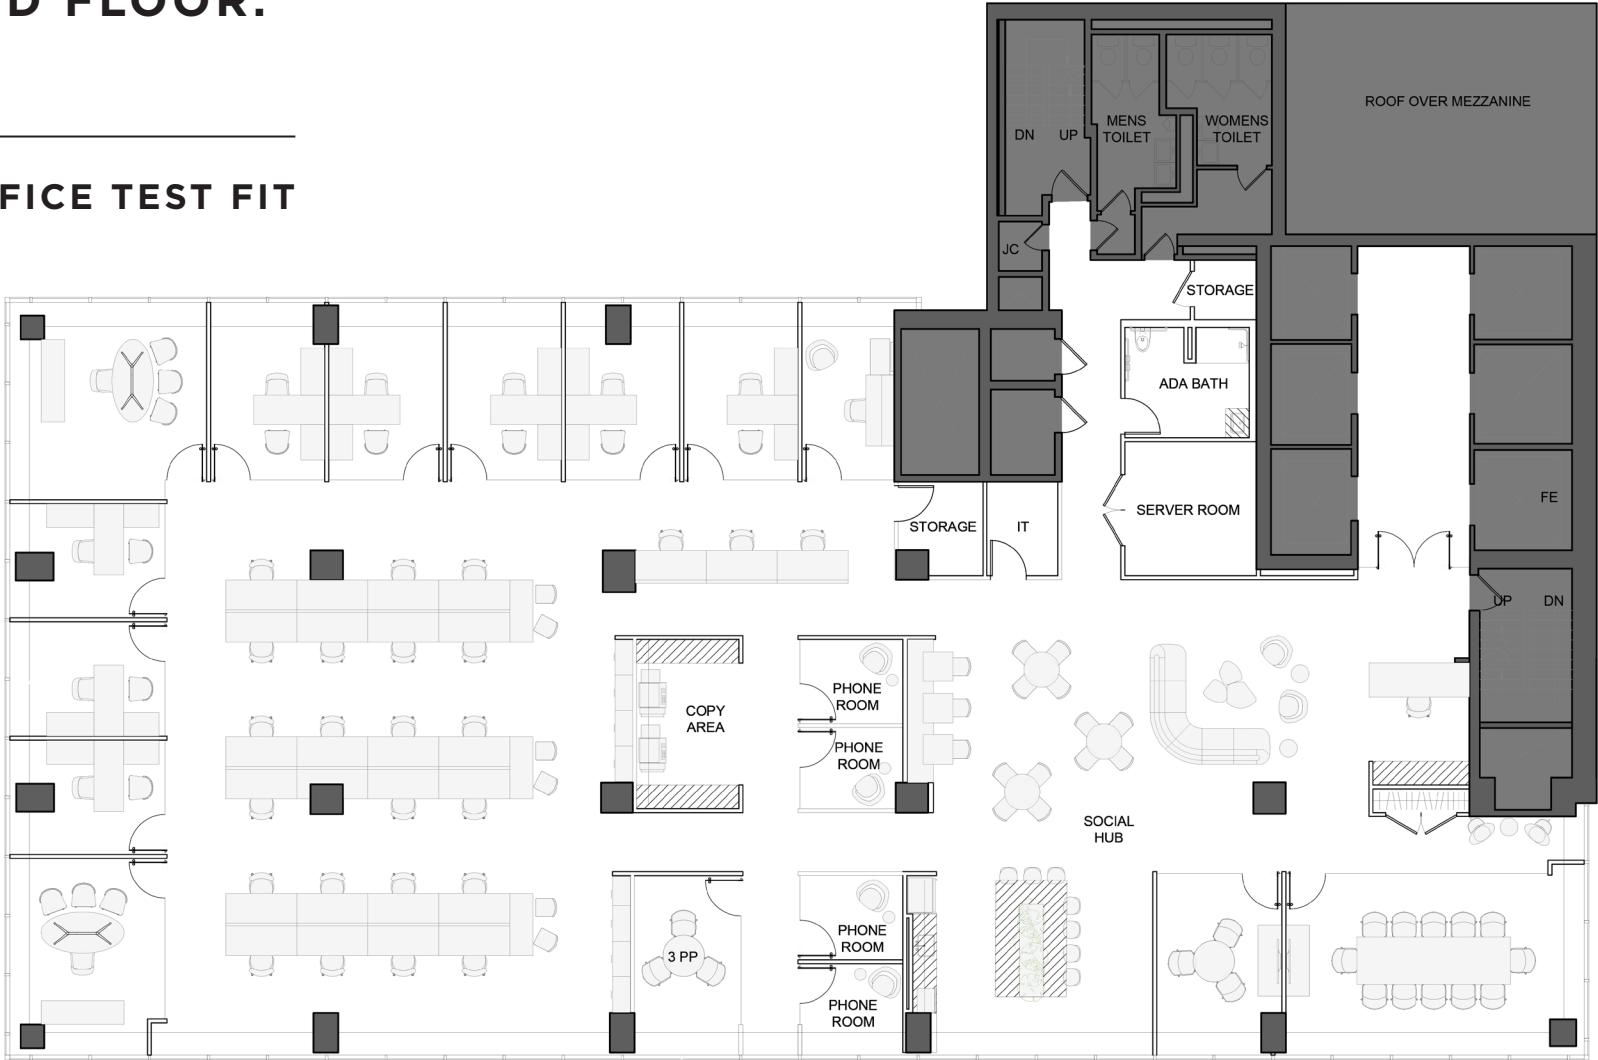 D FLOOR.
FFICE TEST FIT
ROOF OVER MEZZANINE
DN
UP
MENS
TOILET
WOMENS
TOILET
JC
STORAGE
ADA BATH
SERVER ROOM
FE
STORAGE
IT
UP
DN
PHONE
ROOM
COPY
AREA
PHONE
ROOM
SOCIAL
HUB
PHONE
ROOM
3 PP
PHONE
ROOM